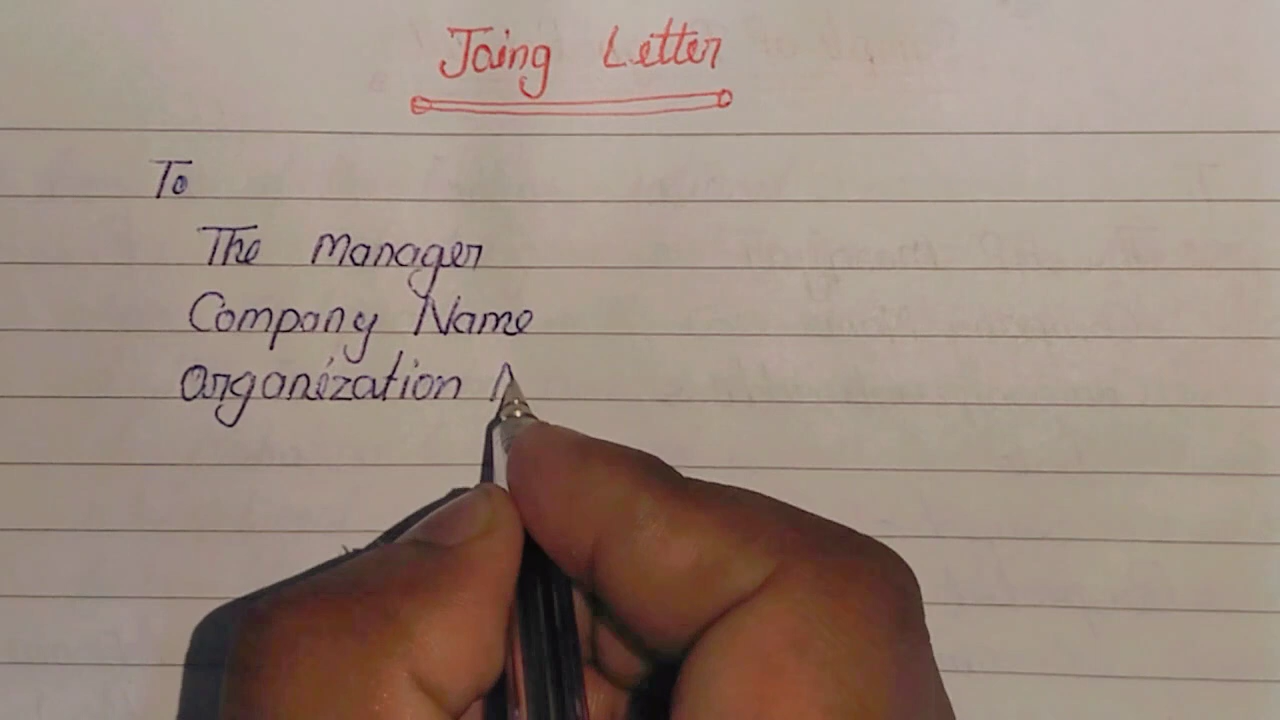 Joing Letter
To
The Manager
Company Name
Organization